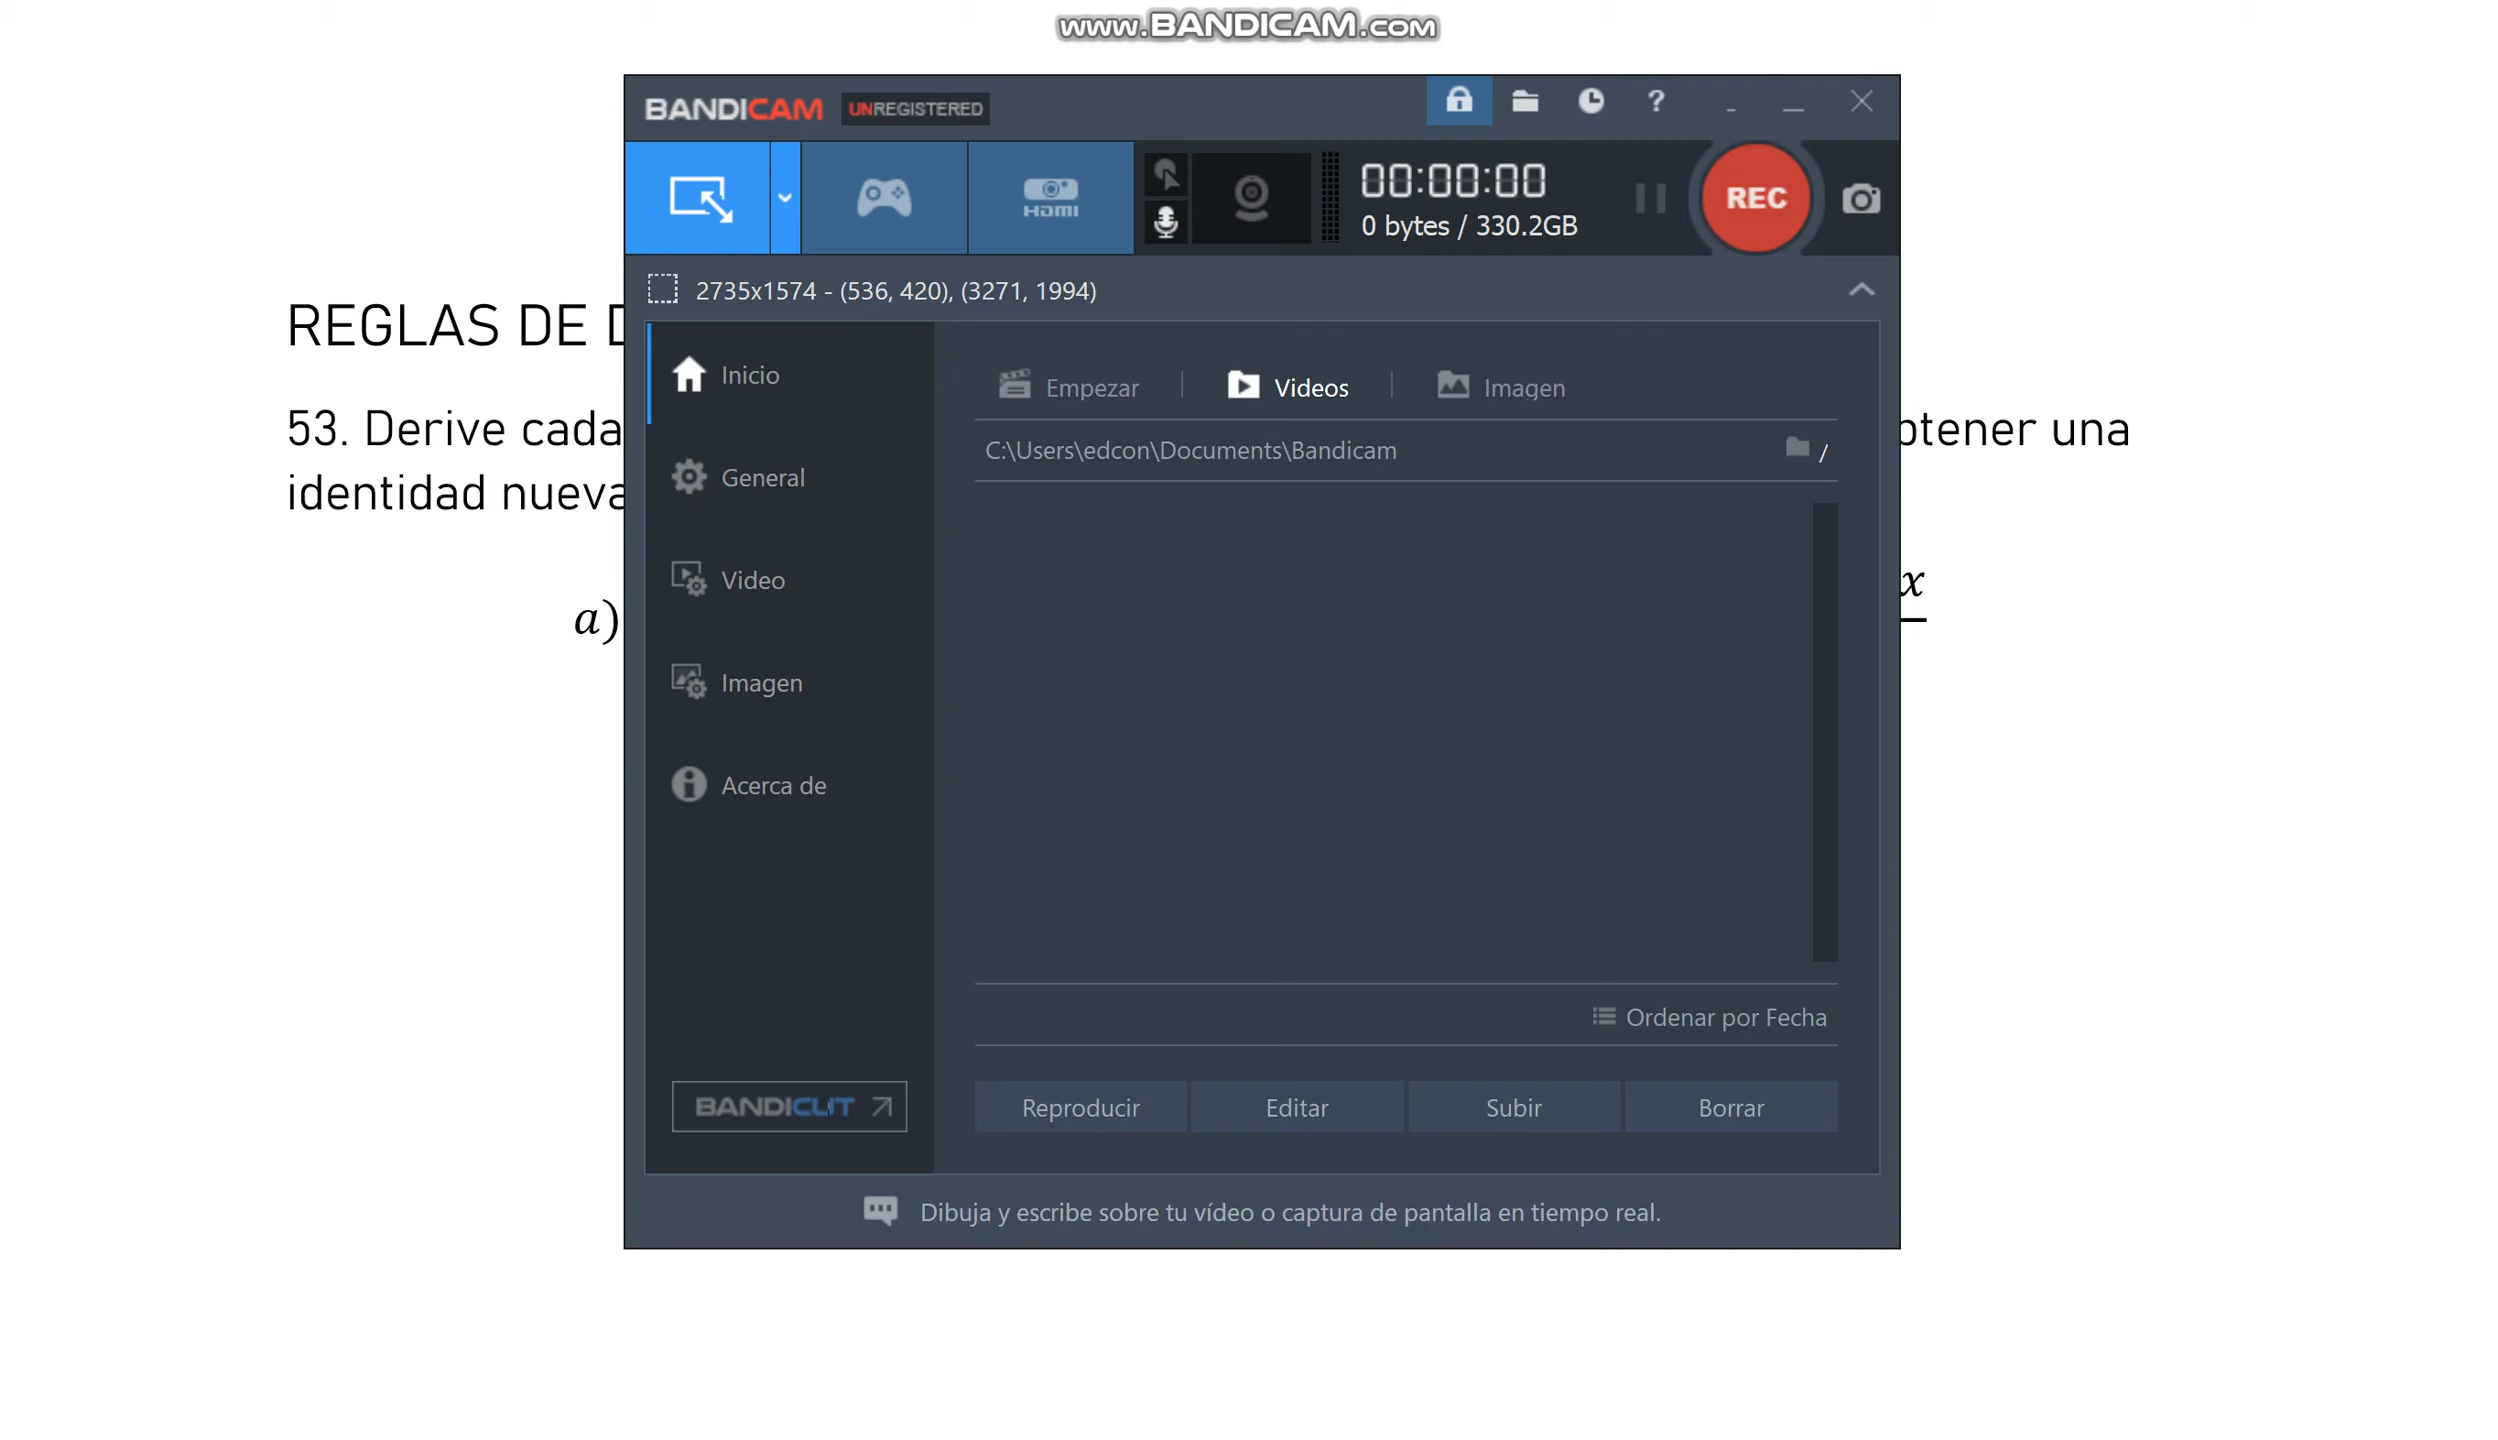 www.BANDICAM.com
BANDICAM UNREGISTERED
?
HDMI
00:00:00
0 bytes / 330.2GB
REC
2735x1574 - (536, 420), (3271, 1994)
REGLAS DE
Inicio
Empezar
Videos
Imagen
53. Derive cada
btener una
C:\Users\edcon\Documents\Bandicam
/
General
identidad nueva
Video
x
a)
Imagen
Acerca de
Ordenar por Fecha
BANDICUT
Reproducir
Editar
Subir
Borrar
Dibuja y escribe sobre tu vídeo o captura de pantalla en tiempo real.